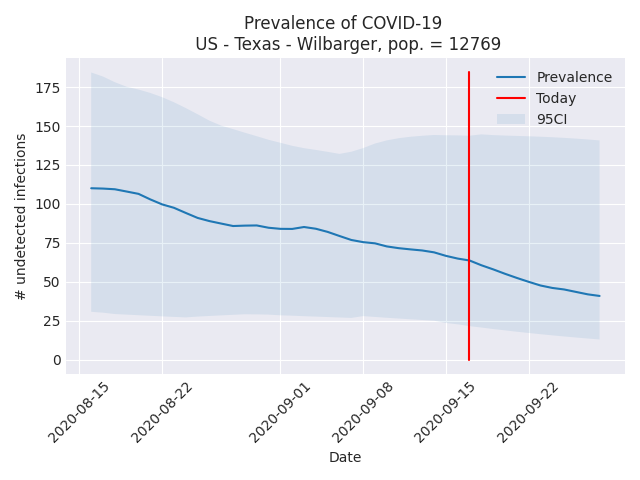 Prevalence of COVID-19
US - Texas - Wilbarger, pop. = 12769
Prevalence
Today
95CI
# undetected infections
175
150
125
100
75
50
25
0
2020-08-15
2020-08-22
2020-09-01
2020-09-08
2020-09-15
2020-09-22
Date